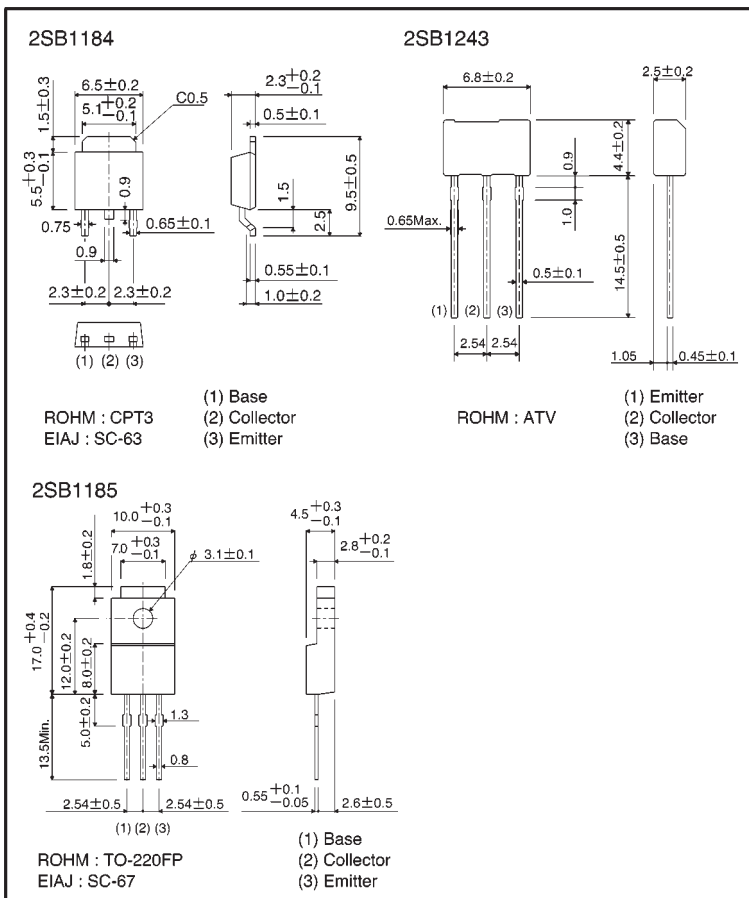 2SB1184
6.5±0.2
5.1+0.2−0.1
C0.5
1.5±0.3
5.5+0.3−0.1
0.9
0.75
0.65±0.1
0.9
2.3±0.2
2.3±0.2
(1) (2) (3)
2.3+0.2−0.1
0.5±0.1
1.5
2.5
9.5±0.5
0.55±0.1
1.0±0.2
ROHM : CPT3
EIAJ : SC-63
(1) Base
(2) Collector
(3) Emitter
2SB1243
6.8±0.2
2.5±0.2
4.4±0.2
0.9
1.0
0.65Max.
14.5±0.5
0.5±0.1
(1) (2) (3)
2.54 2.54
1.05
0.45±0.1
ROHM : ATV
(1) Emitter
(2) Collector
(3) Base
2SB1185
10.0+0.3−0.1
7.0+0.3−0.1
1.8±0.2
φ 3.1±0.1
17.0+0.4−0.2
12.0±0.2
8.0±0.2
5.0±0.2
13.5Min.
1.3
0.8
2.54±0.5
2.54±0.5
(1) (2) (3)
4.5+0.3−0.1
2.8+0.2−0.1
0.55+0.1−0.05
2.6±0.5
ROHM : TO-220FP
EIAJ : SC-67
(1) Base
(2) Collector
(3) Emitter